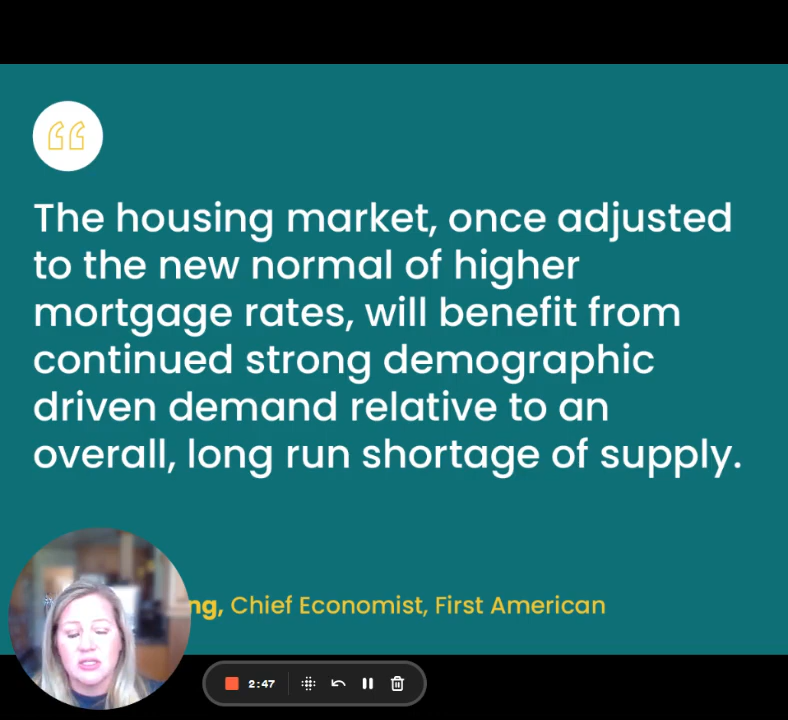 The housing market, once adjusted
to the new normal of higher
mortgage rates, will benefit from
continued strong demographic
driven demand relative to an
overall, long run shortage of supply.
ng, Chief Economist, First American
2:47